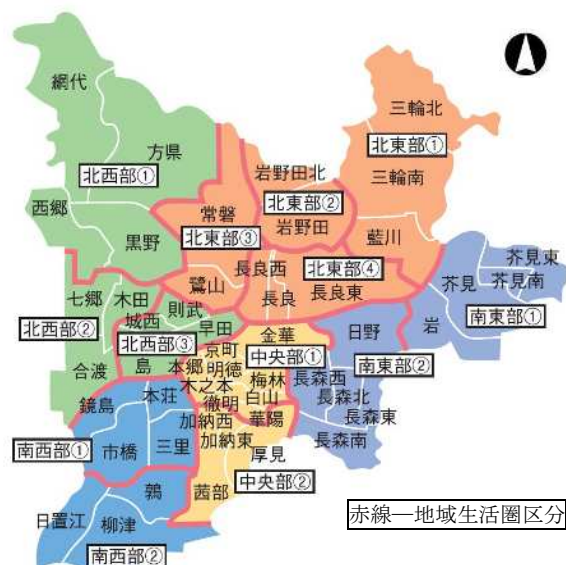 網代
三輪北
方県
北東部①
岩野田北
北西部①
三輪南
北東部②
西郷
常磐
岩野田
黒野
北東部③
藍川
長良西
北東部④
芥見東
芥見
芥見南
七郷
木田
鷺山
長良
長良東
則武
城西
岩
南東部①
北西部②
早田
金華
日野
北西部③
京町
中央部①
島
本郷
明徳
南東部②
合渡
木之本
梅林
長森西
白山
長森北
鏡島
本荘
徹明
加納西
華陽
長森東
加納東
長森南
南西部①
市橋
三里
厚見
茜部
中央部②
鶉
日置江
柳津
赤線―地域生活圏区分
南西部②